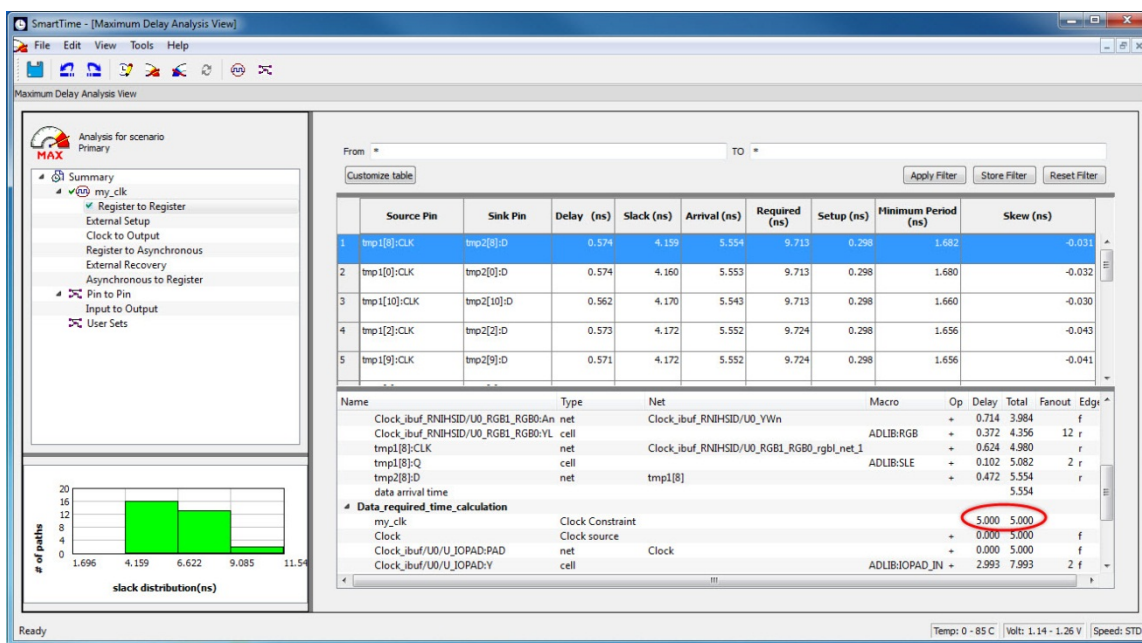 SmartTime - [Maximum Delay Analysis View]
File Edit View Tools Help
Maximum Delay Analysis View
MAX
Analysis for scenario
Primary
Summary
my_clk
Register to Register
External Setup
Clock to Output
Register to Asynchronous
External Recovery
Asynchronous to Register
Pin to Pin
Input to Output
User Sets
20
16
12
8
4
0
# of paths
1.696 4.159 6.622 9.085 11.54
slack distribution(ns)
From * TO *
Customize table Apply Filter Store Filter Reset Filter
Source Pin Sink Pin Delay (ns) Slack (ns) Arrival (ns) Required (ns) Setup (ns) Minimum Period (ns) Skew (ns)
1 tmp1[8]:CLK tmp2[8]:D 0.574 4.159 5.554 9.713 0.298 1.682 -0.031
2 tmp1[0]:CLK tmp2[0]:D 0.574 4.160 5.553 9.713 0.298 1.680 -0.032
3 tmp1[10]:CLK tmp2[10]:D 0.562 4.170 5.543 9.713 0.298 1.660 -0.030
4 tmp1[2]:CLK tmp2[2]:D 0.573 4.172 5.552 9.724 0.298 1.656 -0.043
5 tmp1[9]:CLK tmp2[9]:D 0.571 4.172 5.552 9.724 0.298 1.656 -0.041
Name Type Net Macro Op Delay Total Fanout Edge
Clock_ibuf_RNIHSID/U0_RGB1_RGB0:An net Clock_ibuf_RNIHSID/U0_YWn + 0.714 3.984 f
Clock_ibuf_RNIHSID/U0_RGB1_RGB0:YL cell ADLIB:RGB + 0.372 4.356 12 r
tmp1[8]:CLK net Clock_ibuf_RNIHSID/U0_RGB1_RGB0_rgbl_net_1 + 0.624 4.980 r
tmp1[8]:Q cell ADLIB:SLE + 0.102 5.082 2 r
tmp2[8]:D net tmp1[8] + 0.472 5.554 r
data arrival time 5.554
Data_required_time_calculation
my_clk Clock Constraint 5.000 5.000
Clock Clock source + 0.000 5.000 f
Clock_ibuf/U0/U_IOPAD:PAD net Clock + 0.000 5.000 f
Clock_ibuf/U0/U_IOPAD:Y cell ADLIB:IOPAD_IN + 2.993 7.993 2 f
Ready Temp: 0 - 85 C Volt: 1.14 - 1.26 V Speed: STD